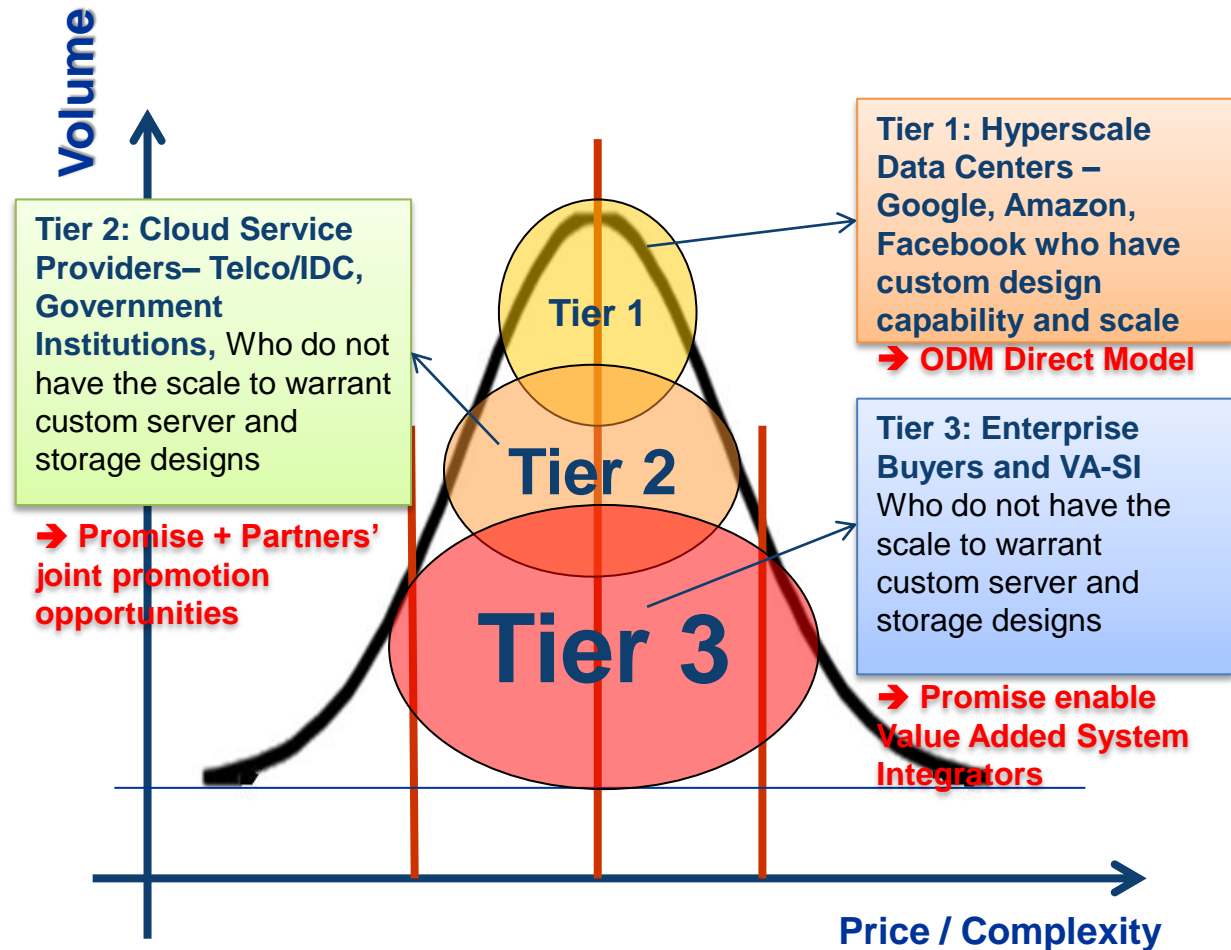 Volume
Tier 1: Hyperscale
Data Centers –
Google, Amazon,
Facebook who have
custom design
capability and scale
➔ ODM Direct Model
Tier 2: Cloud Service
Providers– Telco/IDC,
Government
Institutions, Who do not
have the scale to warrant
custom server and
storage designs
➔ Promise + Partners’
joint promotion
opportunities
Tier 1
Tier 2
Tier 3
Tier 3: Enterprise
Buyers and VA-SI
Who do not have the
scale to warrant
custom server and
storage designs
➔ Promise enable
Value Added System
Integrators
Price / Complexity